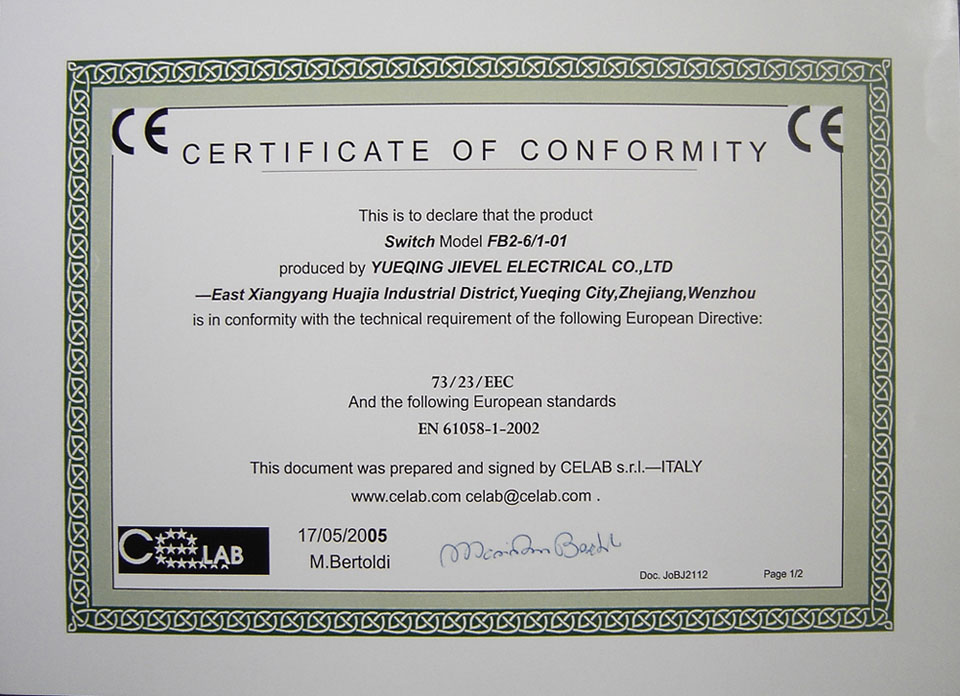 CE CE
CERTIFICATE OF CONFORMITY
This is to declare that the product
Switch Model FB2-6/1-01
produced by YUEQING JIEVEL ELECTRICAL CO.,LTD
—East Xiangyang Huajia Industrial District,Yueqing City,Zhejiang,Wenzhou
is in conformity with the technical requirement of the following European Directive:
73/23/EEC
And the following European standards
EN 61058-1-2002
This document was prepared and signed by CELAB s.r.l.—ITALY
www.celab.com celab@celab.com .
CLAB
17/05/2005
M.Bertoldi
Doc. JoBJ2112 Page 1/2